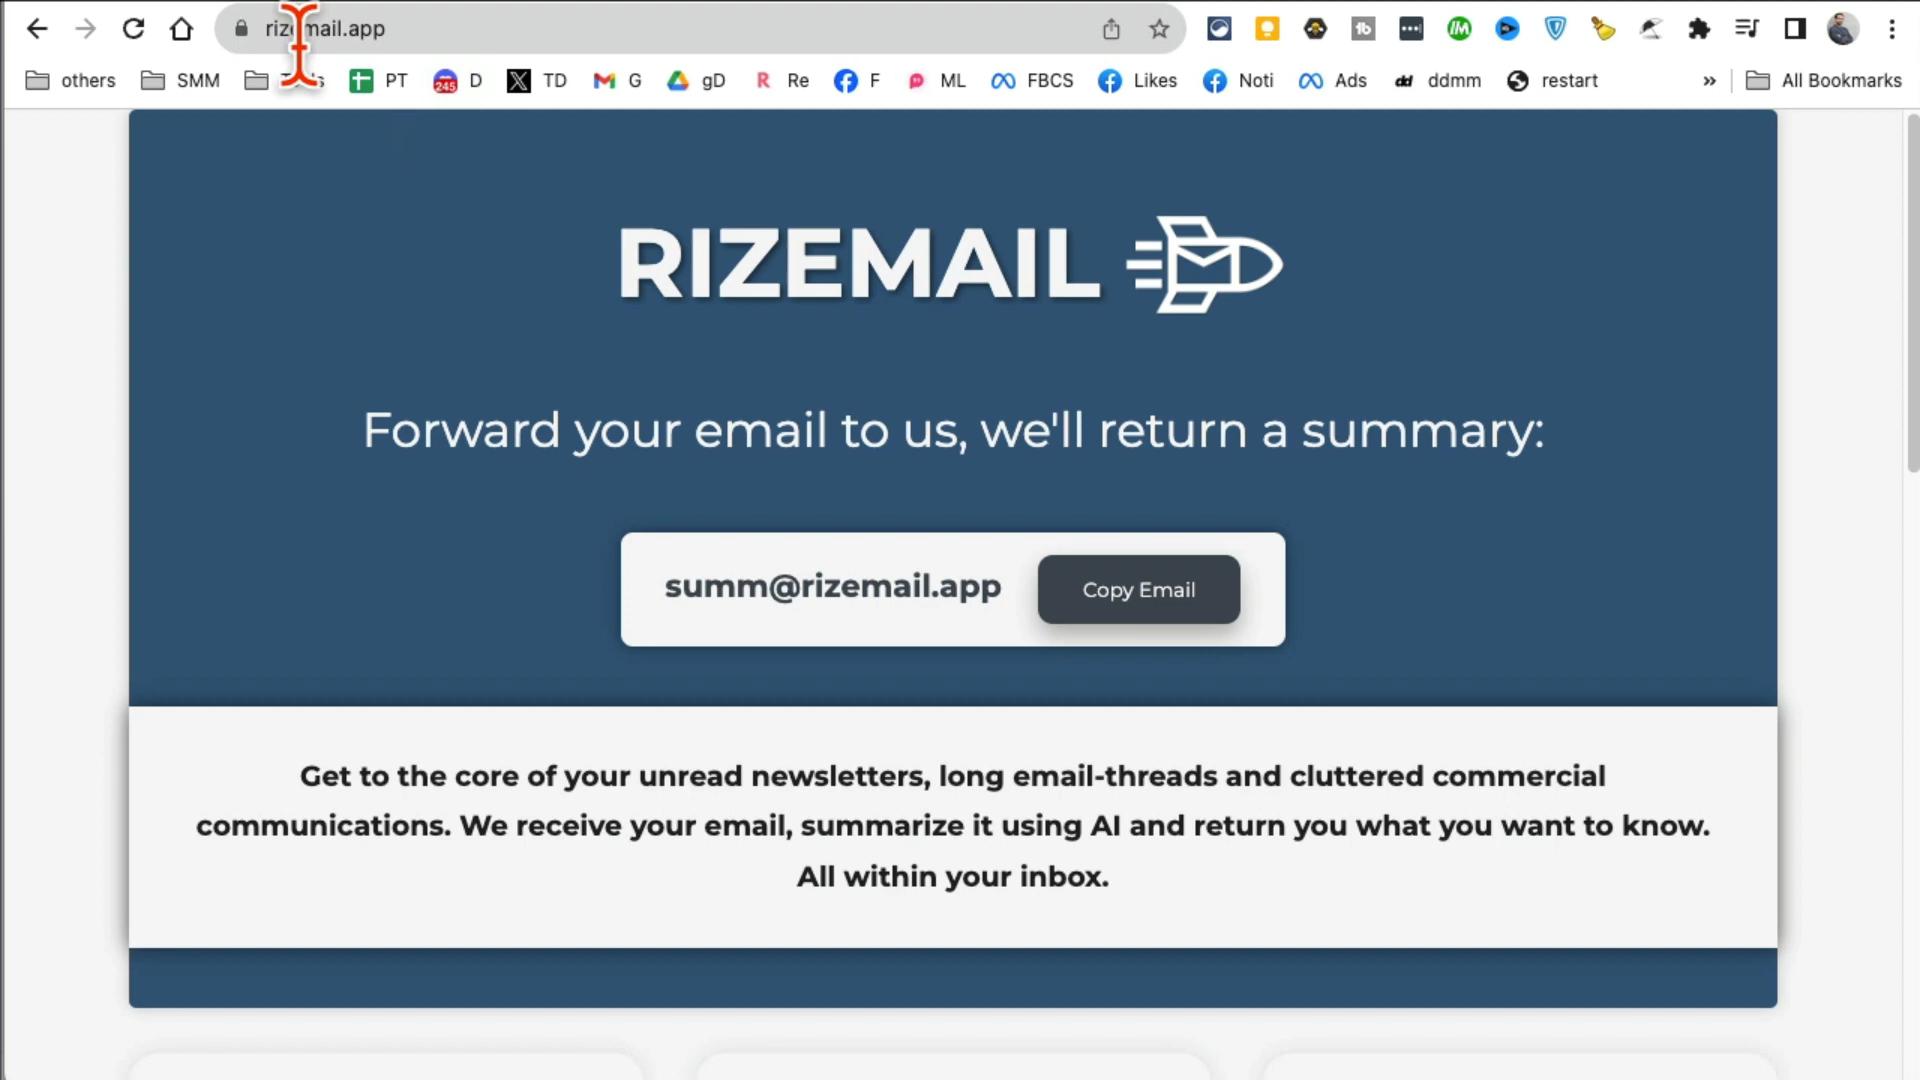 rizemail.app
others SMM PT 245 D TD G gD Re F ML FBCS Likes Noti Ads ddmm restart » All Bookmarks
RIZEMAIL
Forward your email to us, we'll return a summary:
summ@rizemail.app Copy Email
Get to the core of your unread newsletters, long email-threads and cluttered commercial
communications. We receive your email, summarize it using AI and return you what you want to know.
All within your inbox.